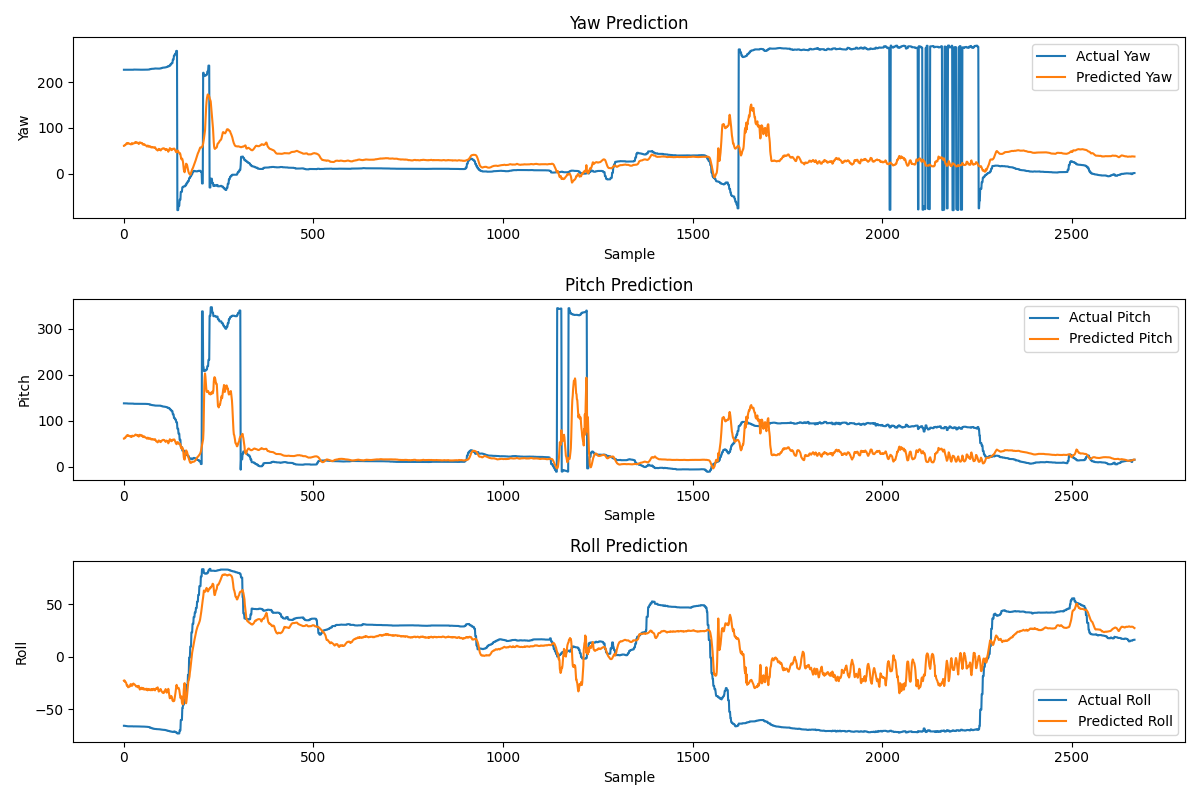 Yaw Prediction
Yaw
200
100
0
Actual Yaw
Predicted Yaw
0 500 1000 1500 2000 2500
Sample
Pitch Prediction
Pitch
300
200
100
0
Actual Pitch
Predicted Pitch
0 500 1000 1500 2000 2500
Sample
Roll Prediction
Roll
50
0
−50
Actual Roll
Predicted Roll
0 500 1000 1500 2000 2500
Sample